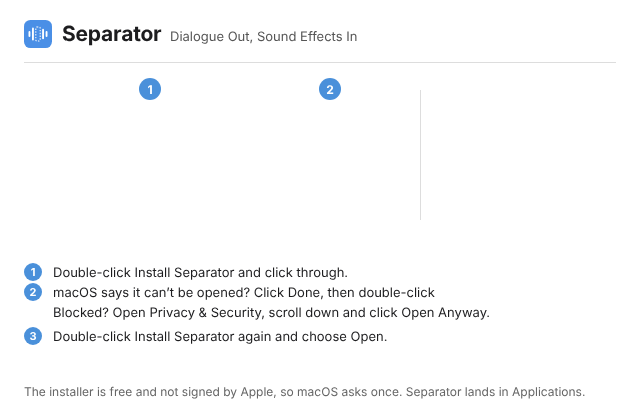 Separator Dialogue Out, Sound Effects In
1 2
1 Double-click Install Separator and click through.
2 macOS says it can’t be opened? Click Done, then double-click
Blocked? Open Privacy & Security, scroll down and click Open Anyway.
3 Double-click Install Separator again and choose Open.
The installer is free and not signed by Apple, so macOS asks once. Separator lands in Applications.